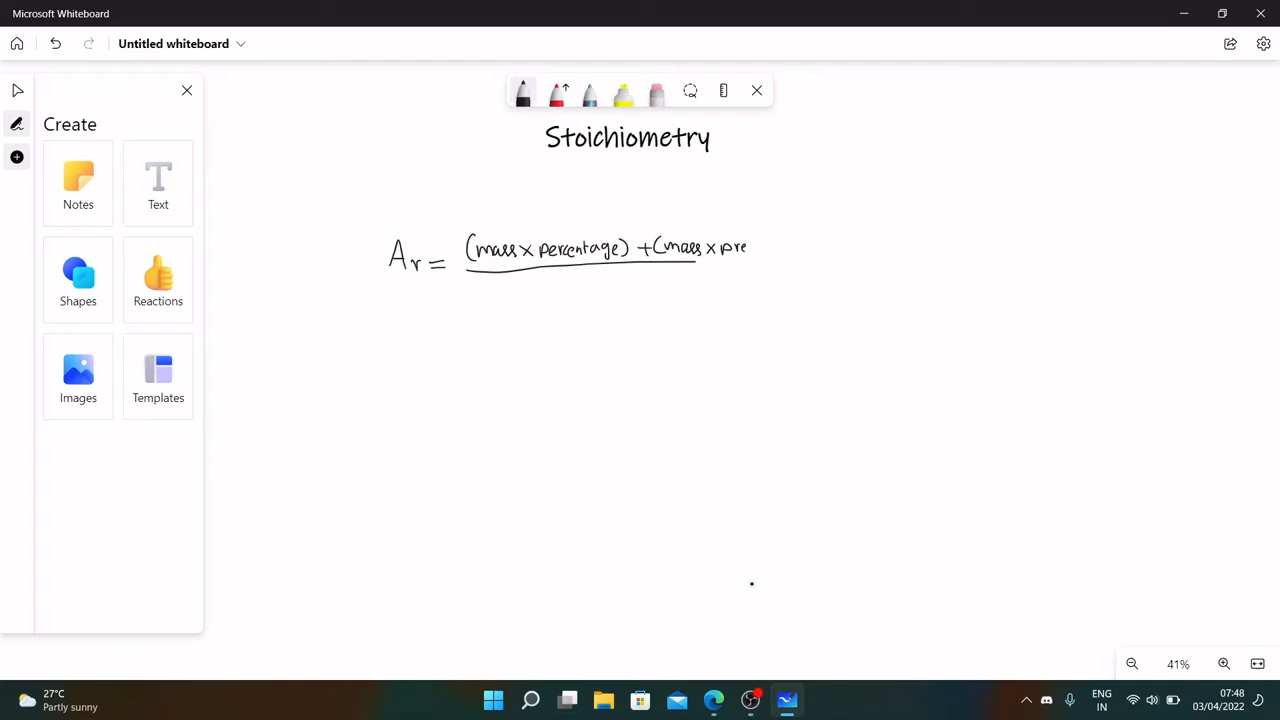 Microsoft Whiteboard
Untitled whiteboard
Create
Notes
Text
Shapes
Reactions
Images
Templates
Stoichiometry
Ar = (mass x percentage) + (mass x pre
41%
27°C
Partly sunny
ENG
IN
07:48
03/04/2022